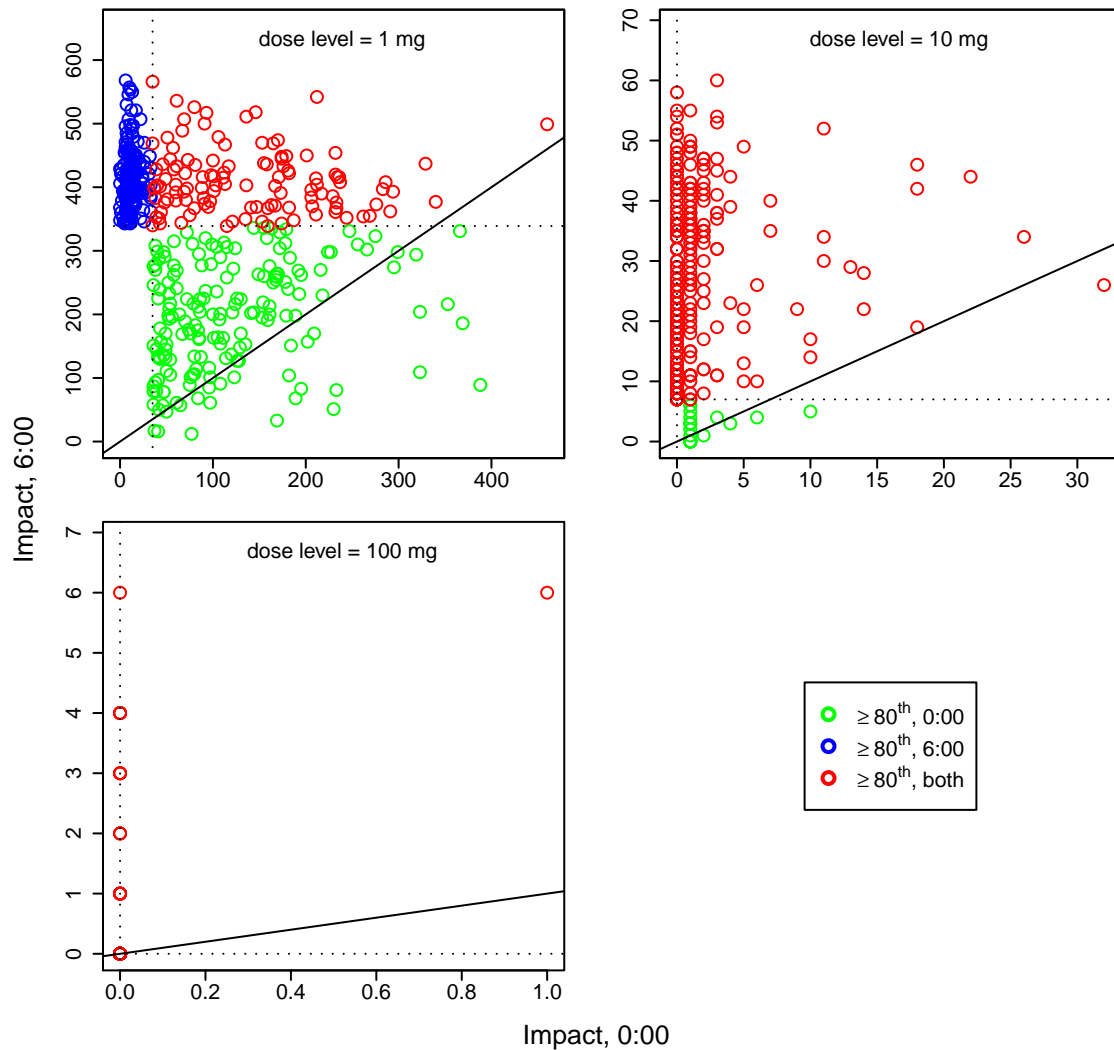 dose level = 1 mg
0 100 200 300 400 500 600
0 100 200 300 400
dose level = 10 mg
0 10 20 30 40 50 60 70
0 5 10 15 20 25 30
Impact, 6:00
dose level = 100 mg
0 1 2 3 4 5 6 7
0.0 0.2 0.4 0.6 0.8 1.0
≥ 80th, 0:00
≥ 80th, 6:00
≥ 80th, both
Impact, 0:00